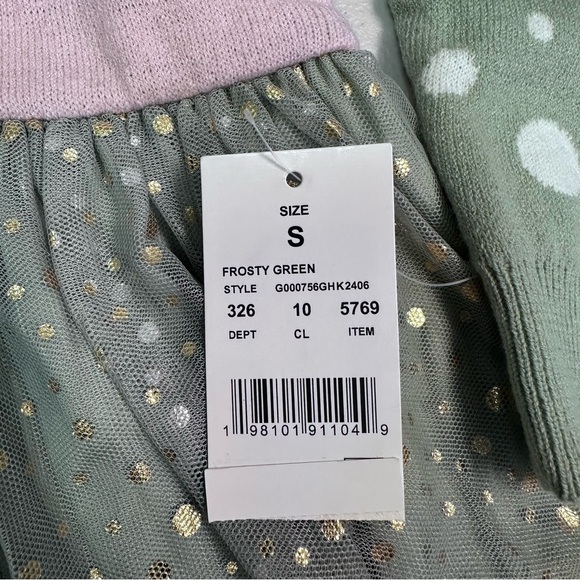 SIZE
S
FROSTY GREEN
STYLE G000756GHK2406
326 10 5769
DEPT CL ITEM
1 98101 91104 9